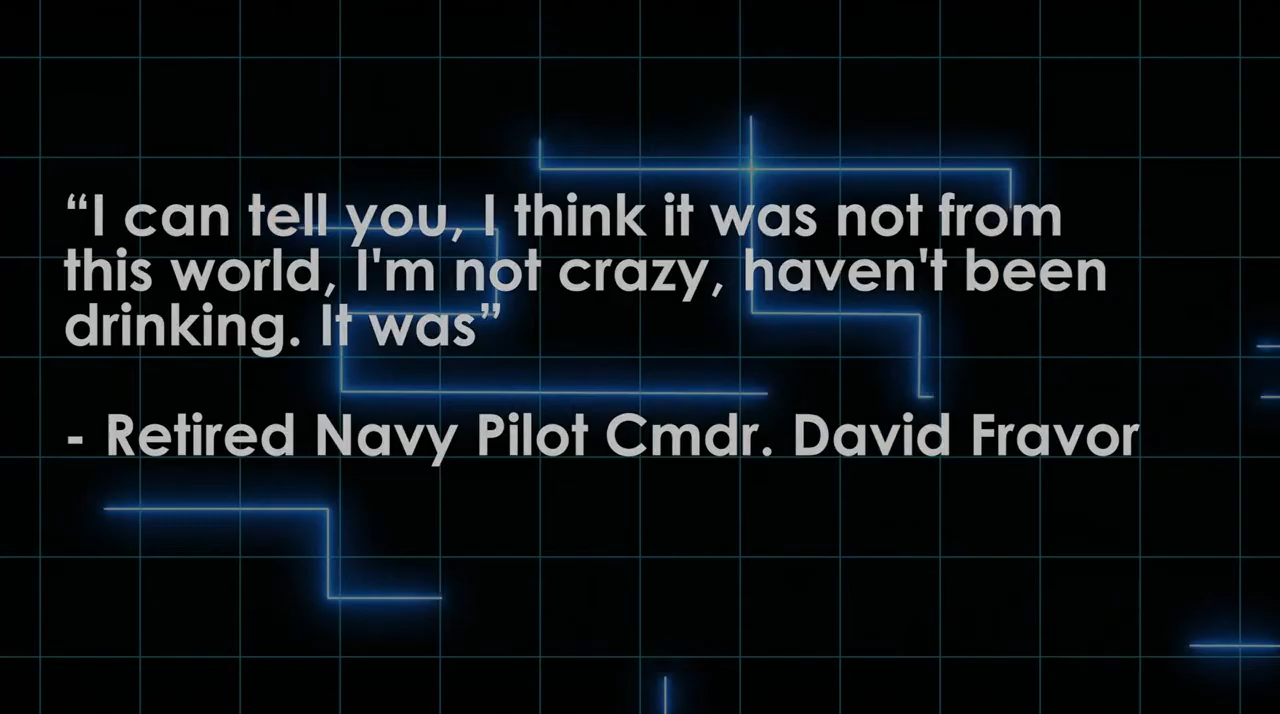 “I can tell you, I think it was not from
this world, I'm not crazy, haven't been
drinking. It was”
- Retired Navy Pilot Cmdr. David Fravor